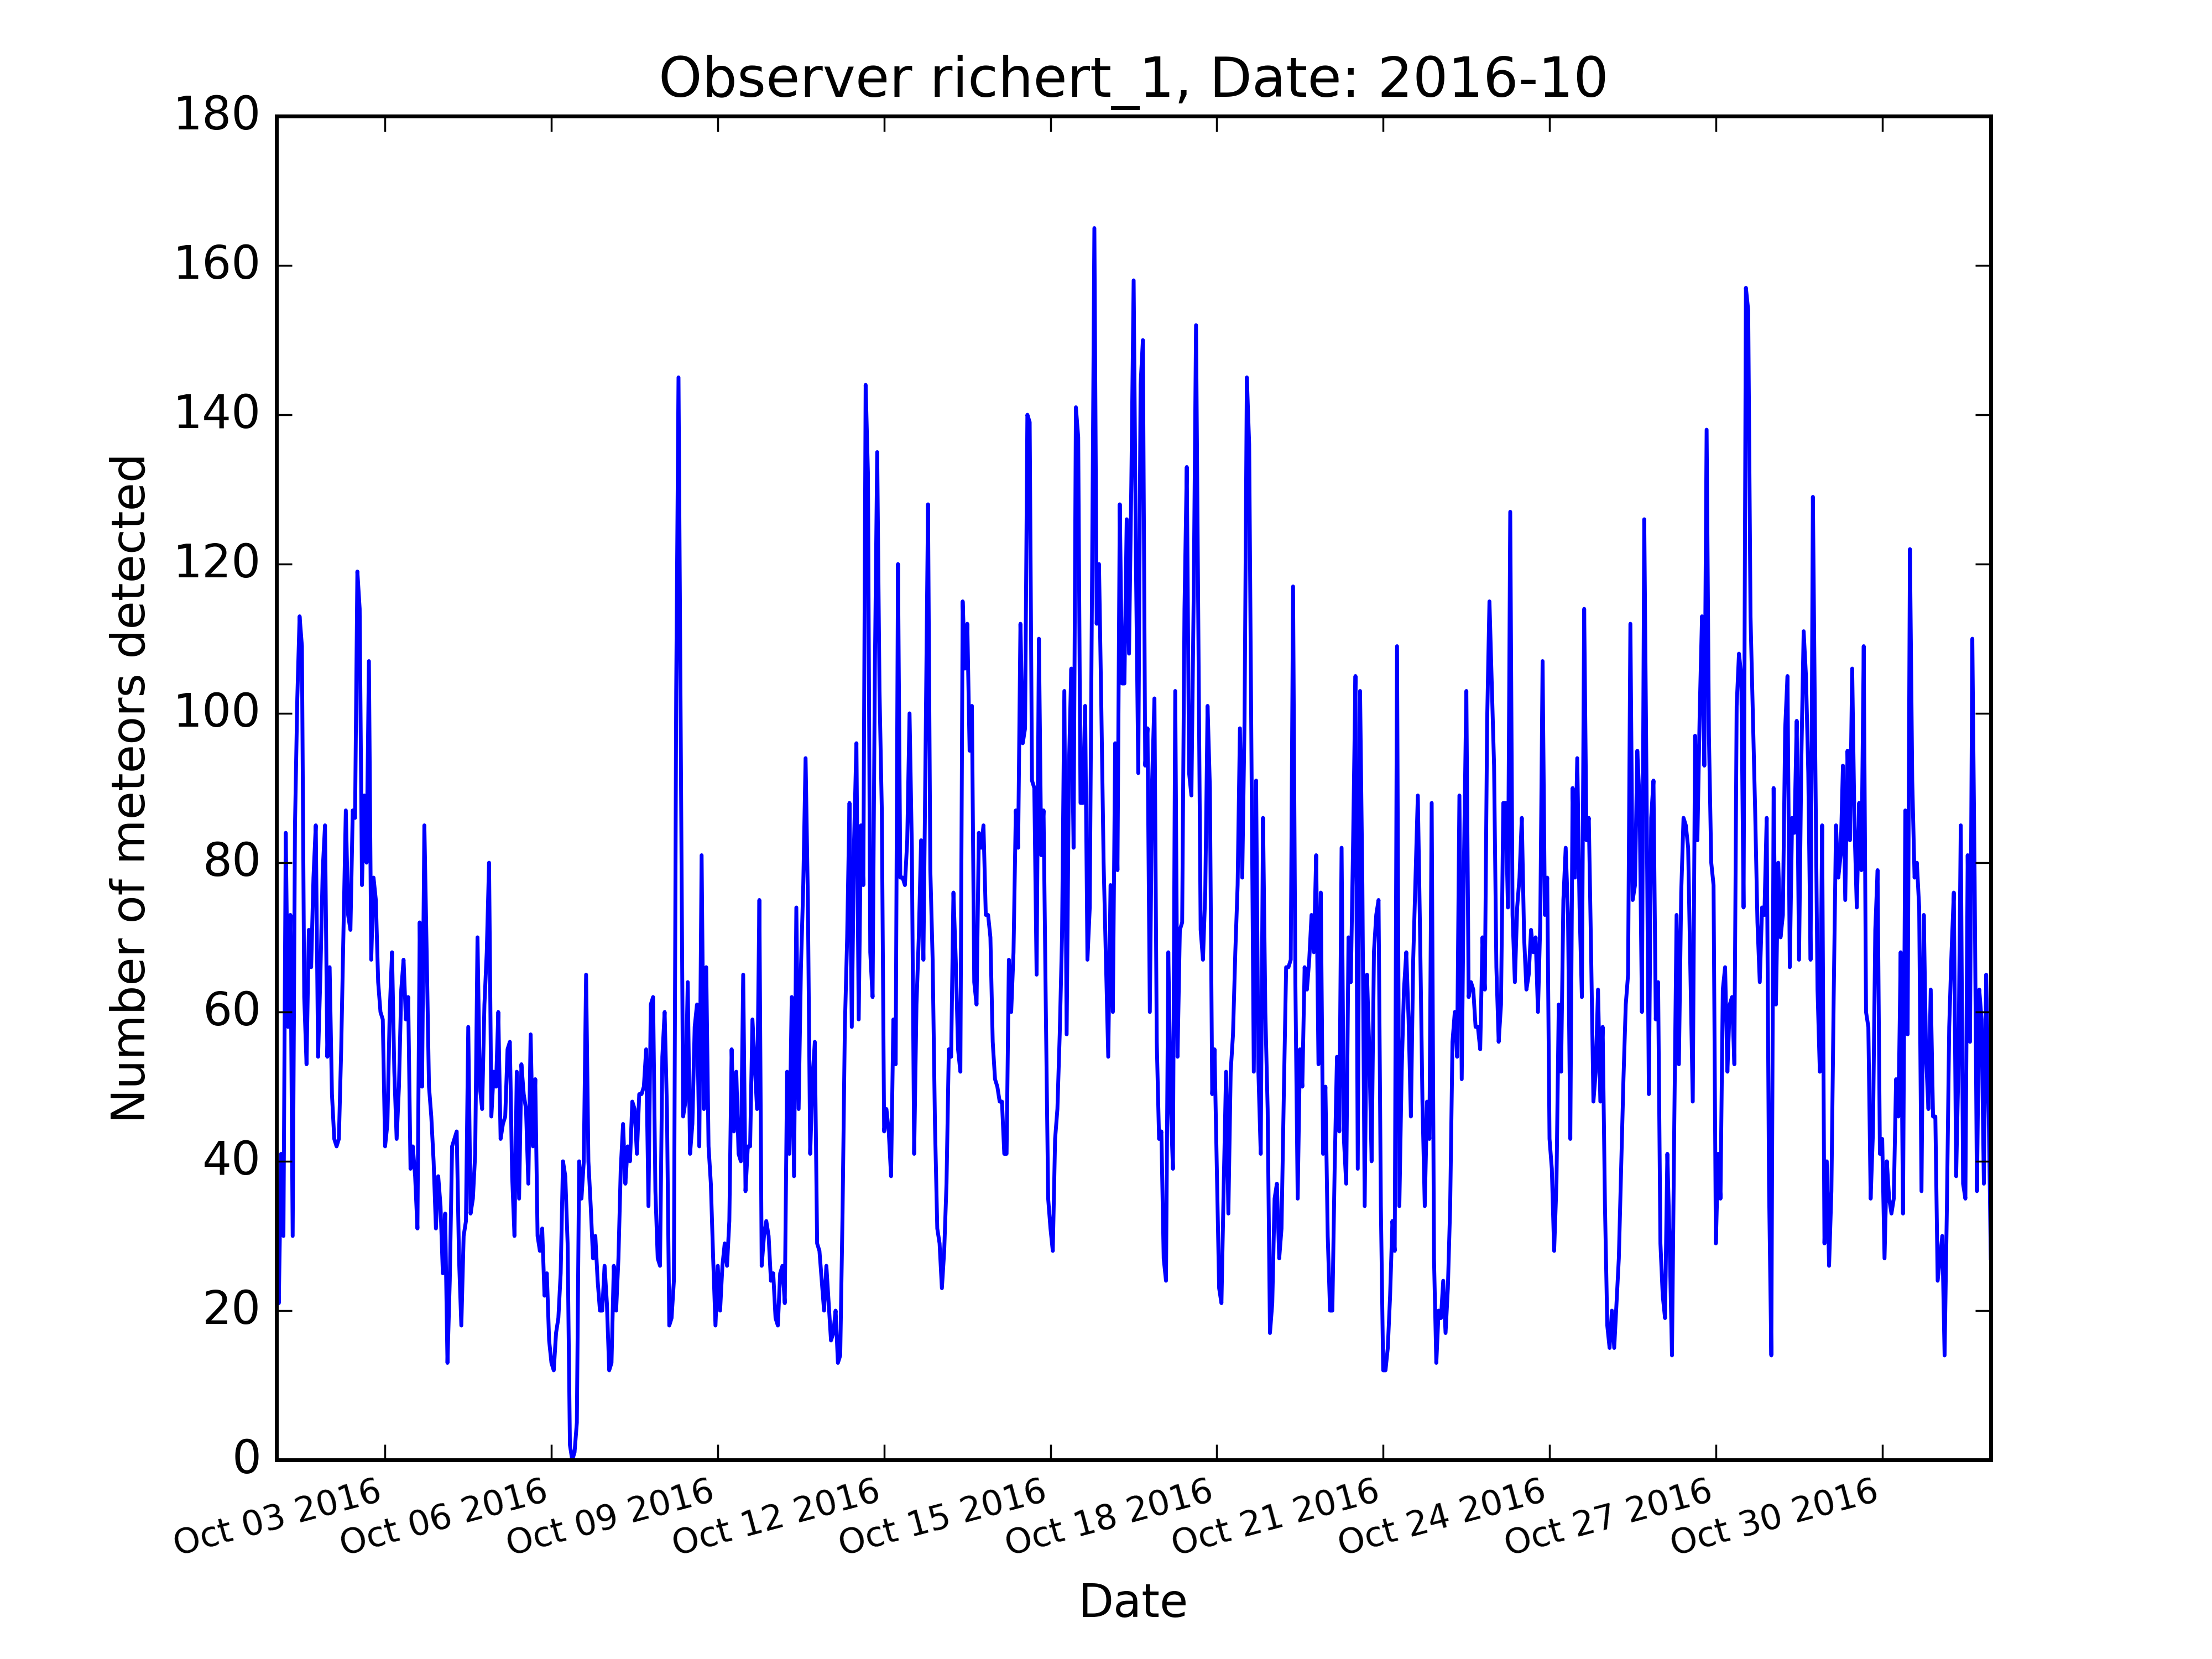 Observer richert_1, Date: 2016-10
180
160
140
120
100
80
60
40
20
0
Number of meteors detected
Oct 03 2016
Oct 06 2016
Oct 09 2016
Oct 12 2016
Oct 15 2016
Oct 18 2016
Oct 21 2016
Oct 24 2016
Oct 27 2016
Oct 30 2016
Date